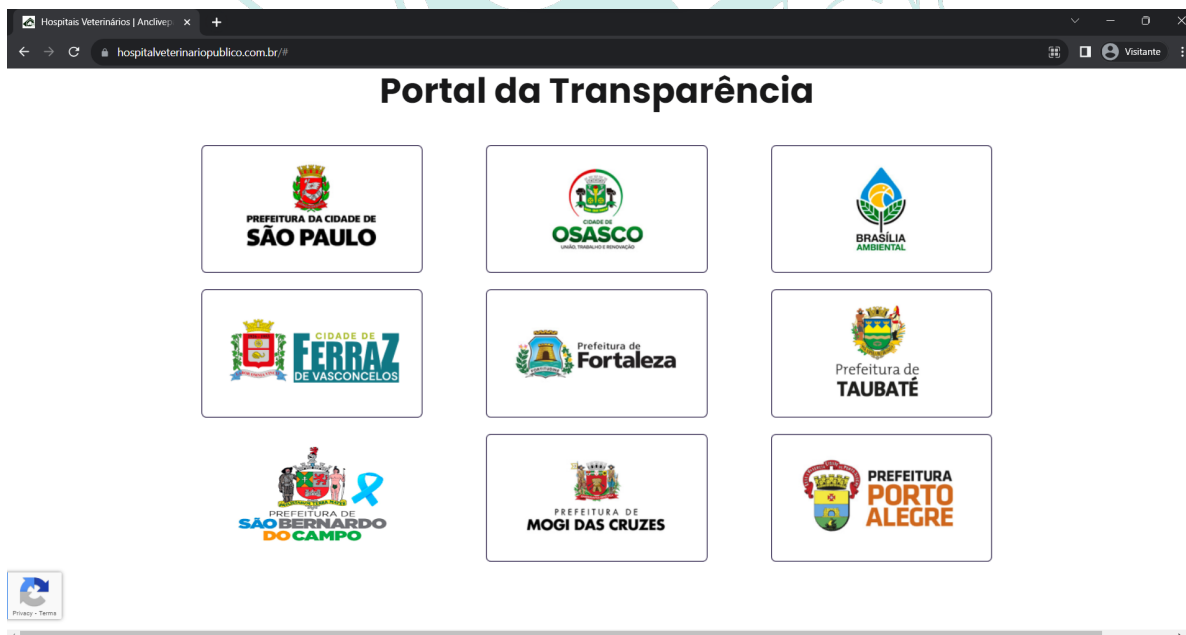 Hospitais Veterinários | Anclivep
hospitalveterinariopublico.com.br/#
Visitante
Portal da Transparência
PREFEITURA DA CIDADE DE
SÃO PAULO
CIDADE DE
OSASCO
UNIÃO, TRABALHO E RENOVAÇÃO
BRASÍLIA
AMBIENTAL
CIDADE DE
FERRAZ
DE VASCONCELOS
Prefeitura de
Fortaleza
Prefeitura de
TAUBATÉ
PREFEITURA DE
SÃO BERNARDO
DO CAMPO
PREFEITURA DE
MOGI DAS CRUZES
PREFEITURA
PORTO
ALEGRE
Privacy - Terms